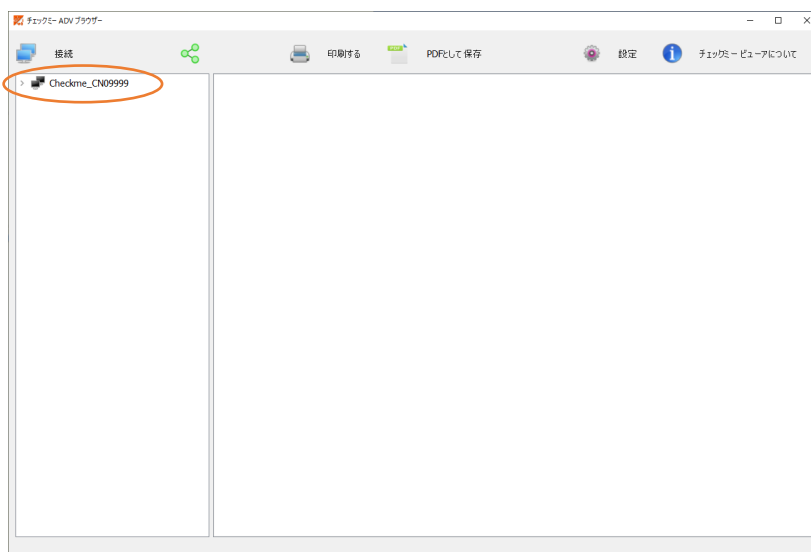 チェックミー ADV ブラウザー
接続
印刷する
PDFとして保存
設定
チェックミー ビューアについて
Checkme_CN09999